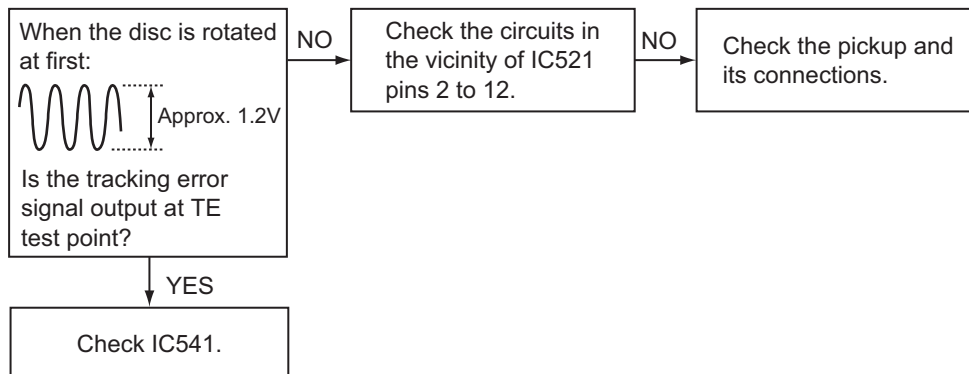 When the disc is rotated
at first:
Approx. 1.2V
Is the tracking error
signal output at TE
test point?
NO
Check the circuits in
the vicinity of IC521
pins 2 to 12.
NO
Check the pickup and
its connections.
YES
Check IC541.